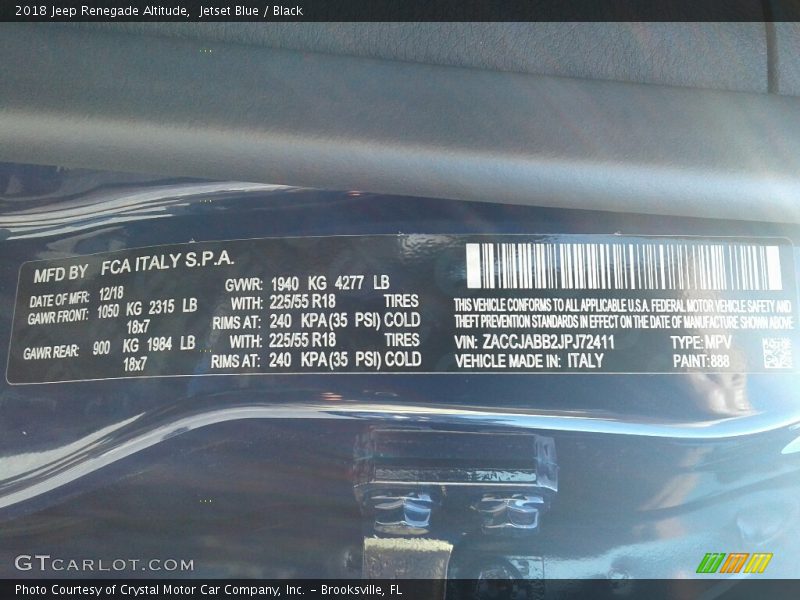 2018 Jeep Renegade Altitude,  Jetset Blue / Black
MFD BY FCA ITALY S.P.A.
DATE OF MFR: 12/18
GAWR FRONT: 1050 KG 2315 LB
18x7
GAWR REAR: 900 KG 1984 LB
18x7
GVWR: 1940 KG 4277 LB
WITH: 225/55 R18 TIRES
RIMS AT: 240 KPA(35 PSI) COLD
WITH: 225/55 R18 TIRES
RIMS AT: 240 KPA(35 PSI) COLD
THIS VEHICLE CONFORMS TO ALL APPLICABLE U.S.A. FEDERAL MOTOR VEHICLE SAFETY AND
THEFT PREVENTION STANDARDS IN EFFECT ON THE DATE OF MANUFACTURE SHOWN ABOVE
VIN: ZACCJABB2JPJ72411 TYPE: MPV
VEHICLE MADE IN: ITALY PAINT: 888
GTCARLOT.COM
Photo Courtesy of Crystal Motor Car Company, Inc. – Brooksville, FL